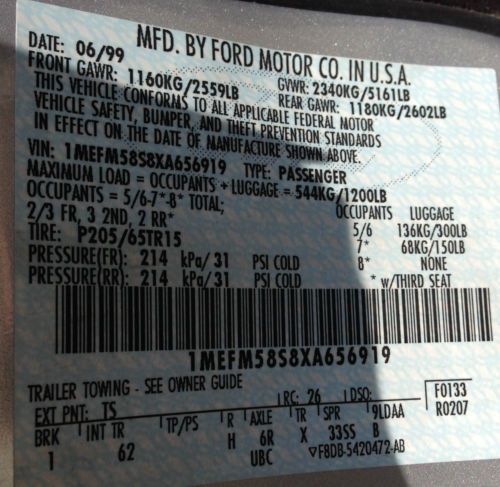 MFD. BY FORD MOTOR CO. IN U.S.A.
DATE: 06/99 GVWR: 2340KG/5161LB
FRONT GAWR: 1160KG/2559LB REAR GAWR: 1180KG/2602LB
THIS VEHICLE CONFORMS TO ALL APPLICABLE FEDERAL MOTOR
VEHICLE SAFETY, BUMPER, AND THEFT PREVENTION STANDARDS
IN EFFECT ON THE DATE OF MANUFACTURE SHOWN ABOVE.
VIN: 1MEFM58S8XA656919 TYPE: PASSENGER
MAXIMUM LOAD = OCCUPANTS + LUGGAGE = 544KG/1200LB
OCCUPANTS = 5/6-7*-8* TOTAL; OCCUPANTS LUGGAGE
2/3 FR, 3 2ND, 2 RR* 5/6 136KG/300LB
TIRE P205/65TR15 7* 68KG/150LB
PRESSURE(FR): 214 kPa/31 PSI COLD 8* NONE
PRESSURE(RR): 214 kPa/31 PSI COLD * w/THIRD SEAT
1MEFM58S8XA656919
TRAILER TOWING - SEE OWNER GUIDE
EXT PNT: TS RC: 26 DSO: F0133
BRK INT TR TP/PS R AXLE TR SPR 9LDAA R0207
1 62 H 6R X 33SS B
UBC ▽F8DB-5420472-AB